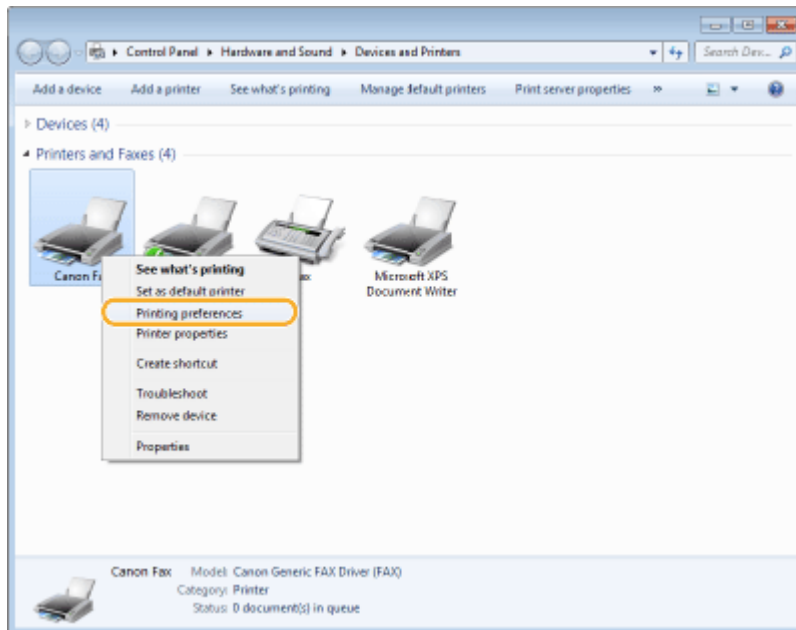 Control Panel ▸ Hardware and Sound ▸ Devices and Printers
Search Dev...
Add a device Add a printer See what's printing Manage default printers Print server properties »
Devices (4)
Printers and Faxes (4)
Canon F
Microsoft XPS
Document Writer
See what's printing
Set as default printer
Printing preferences
Printer properties
Create shortcut
Troubleshoot
Remove device
Properties
Canon Fax Model: Canon Generic FAX Driver (FAX)
Category: Printer
Status: 0 document(s) in queue